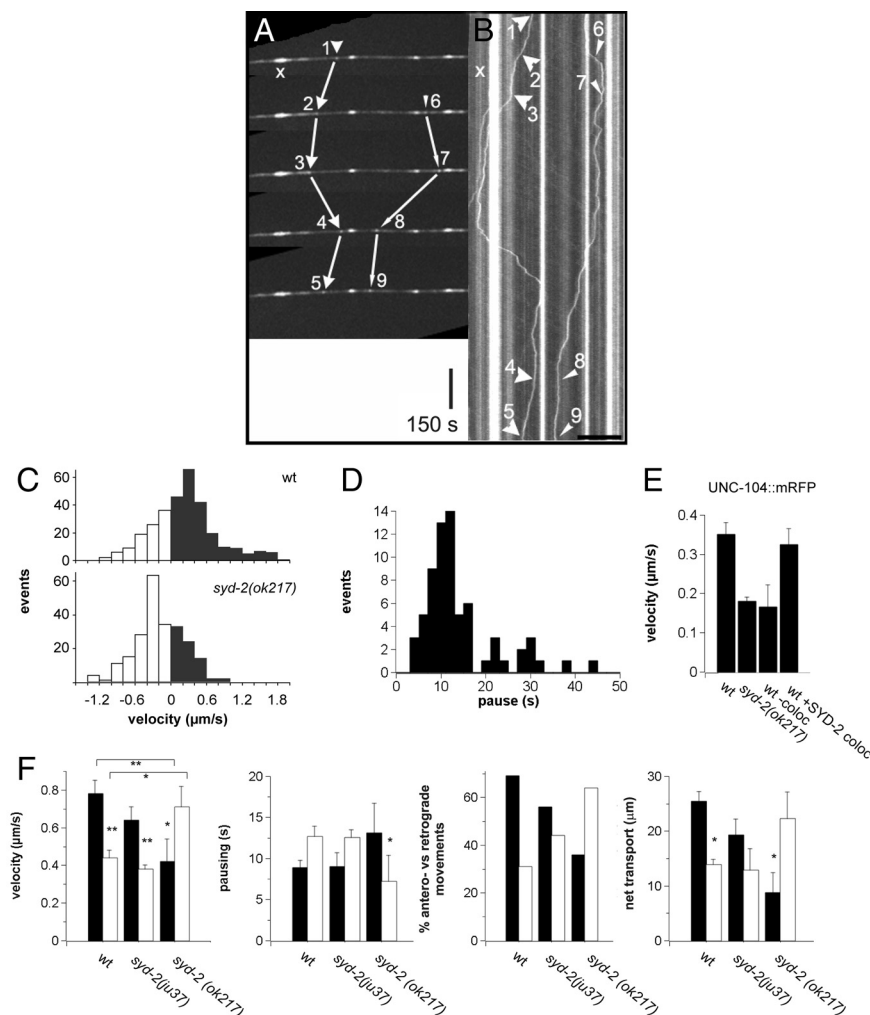 A
B
1
x
2
6
3
7
4
8
5
9
150 s
1
x
2
3
6
7
4
8
5
9
C
wt
60
40
20
0
syd-2(ok217)
60
40
20
events
-1.2 -0.6 0 0.6 1.2 1.8
velocity (µm/s)
D
14
12
10
8
6
4
2
0
events
0 10 20 30 40 50
pause (s)
E
UNC-104::mRFP
0.4
0.3
0.2
0.1
0
velocity (µm/s)
wt
syd-2(ok217)
wt -coloc
wt +SYD-2 coloc
F
**
*
1.0
0.8
0.6
0.4
0.2
0
velocity (µm/s)
** ** *
wt
syd-2(ju37)
syd-2 (ok217)
20
15
10
5
0
pausing (s)
*
wt
syd-2(ju37)
syd-2 (ok217)
60
40
20
0
% antero- vs retrograde
movements
wt
syd-2(ju37)
syd-2 (ok217)
30
20
10
0
net transport (µm)
* *
wt
syd-2(ju37)
syd-2 (ok217)